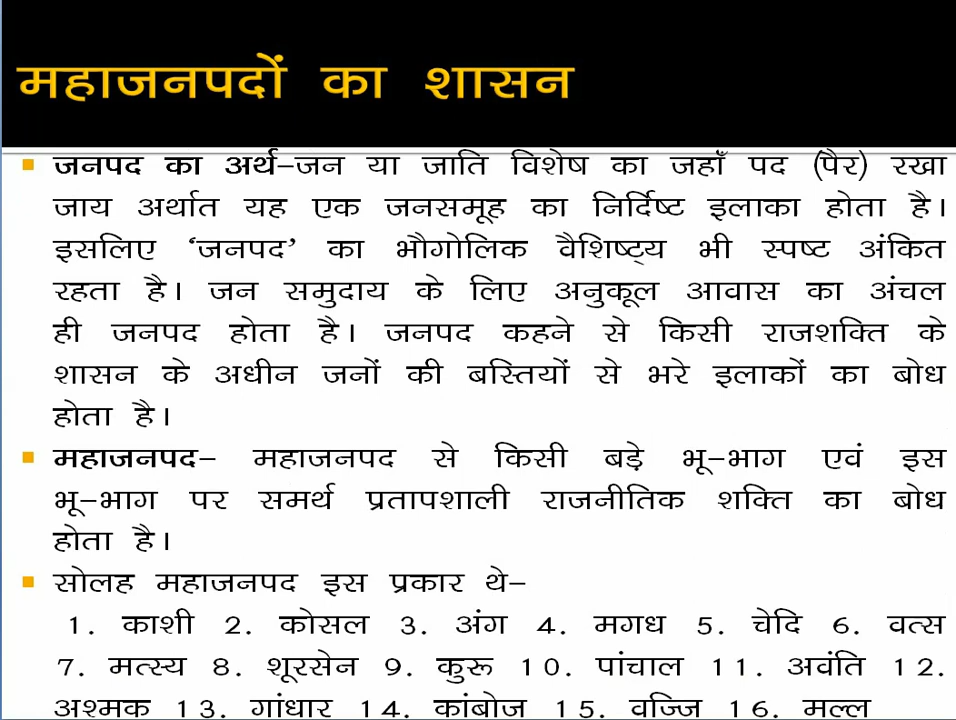 महाजनपदों का शासन
जनपद का अर्थ–जन या जाति विशेष का जहाँ पद (पैर) रखा
जाय अर्थात यह एक जनसमूह का निर्दिष्ट इलाका होता है।
इसलिए ‘जनपद’ का भौगोलिक वैशिष्ट्य भी स्पष्ट अंकित
रहता है। जन समुदाय के लिए अनुकूल आवास का अंचल
ही जनपद होता है। जनपद कहने से किसी राजशक्ति के
शासन के अधीन जनों की बस्तियों से भरे इलाकों का बोध
होता है।
महाजनपद– महाजनपद से किसी बड़े भू–भाग एवं इस
भू–भाग पर समर्थ प्रतापशाली राजनीतिक शक्ति का बोध
होता है।
सोलह महाजनपद इस प्रकार थे–
1. काशी 2. कोसल 3. अंग 4. मगध 5. चेदि 6. वत्स
7. मत्स्य 8. शूरसेन 9. कुरू 10. पांचाल 11. अवंति 12.
अश्मक 13. गांधार 14. कांबोज 15. वज्जि 16. मल्ल